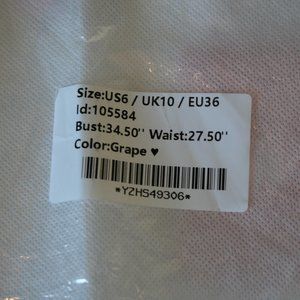 Size:US6 / UK10 / EU36
Id:105584
Bust:34.50'' Waist:27.50''
Color:Grape ♥
*YZHS49306*